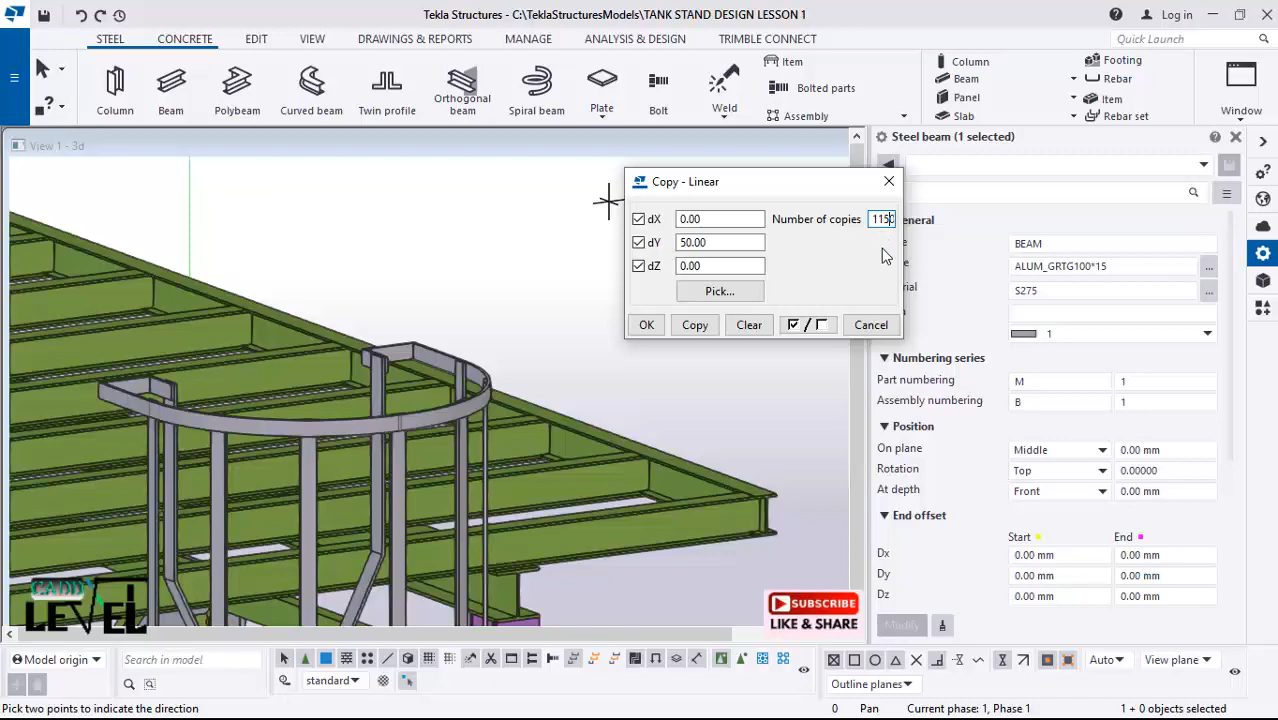 Tekla Structures - C:\TeklaStructuresModels\TANK STAND DESIGN LESSON 1
Log in
STEEL CONCRETE EDIT VIEW DRAWINGS & REPORTS MANAGE ANALYSIS & DESIGN TRIMBLE CONNECT
Quick Launch
Column Beam Polybeam Curved beam Twin profile Orthogonal beam Spiral beam Plate Bolt Weld
Item
Bolted parts
Assembly
Column
Beam
Panel
Slab
Footing
Rebar
Item
Rebar set
Window
View 1 - 3d
Steel beam (1 selected)
Copy - Linear
dX 0.00 Number of copies 1150
dY 50.00
dZ 0.00
Pick...
OK Copy Clear / Cancel
eneral
BEAM
ALUM_GRTG100*15 ...
S275 ...
1
Numbering series
Part numbering M 1
Assembly numbering B 1
Position
On plane Middle 0.00 mm
Rotation Top 0.00000
At depth Front 0.00 mm
End offset
Start End
Dx 0.00 mm 0.00 mm
Dy 0.00 mm 0.00 mm
Dz 0.00 mm 0.00 mm
Modify
CADD
LEVEL
SUBSCRIBE
LIKE & SHARE
Model origin Search in model
standard
Auto View plane
Outline planes
Pick two points to indicate the direction
0 Pan Current phase: 1, Phase 1 1 + 0 objects selected